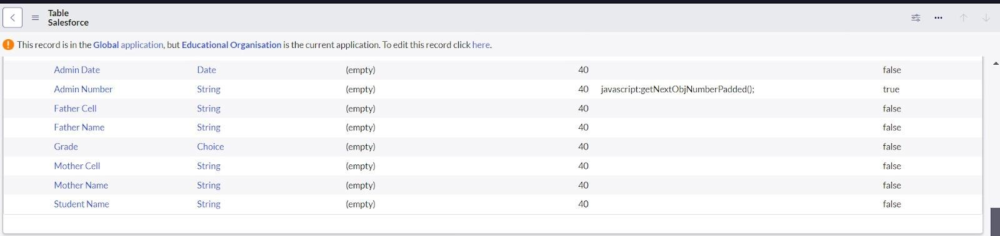 Table
Salesforce
This record is in the Global application, but Educational Organisation is the current application. To edit this record click here.
Admin Date Date (empty) 40 false
Admin Number String (empty) 40 javascript:getNextObjNumberPadded(); true
Father Cell String (empty) 40 false
Father Name String (empty) 40 false
Grade Choice (empty) 40 false
Mother Cell String (empty) 40 false
Mother Name String (empty) 40 false
Student Name String (empty) 40 false